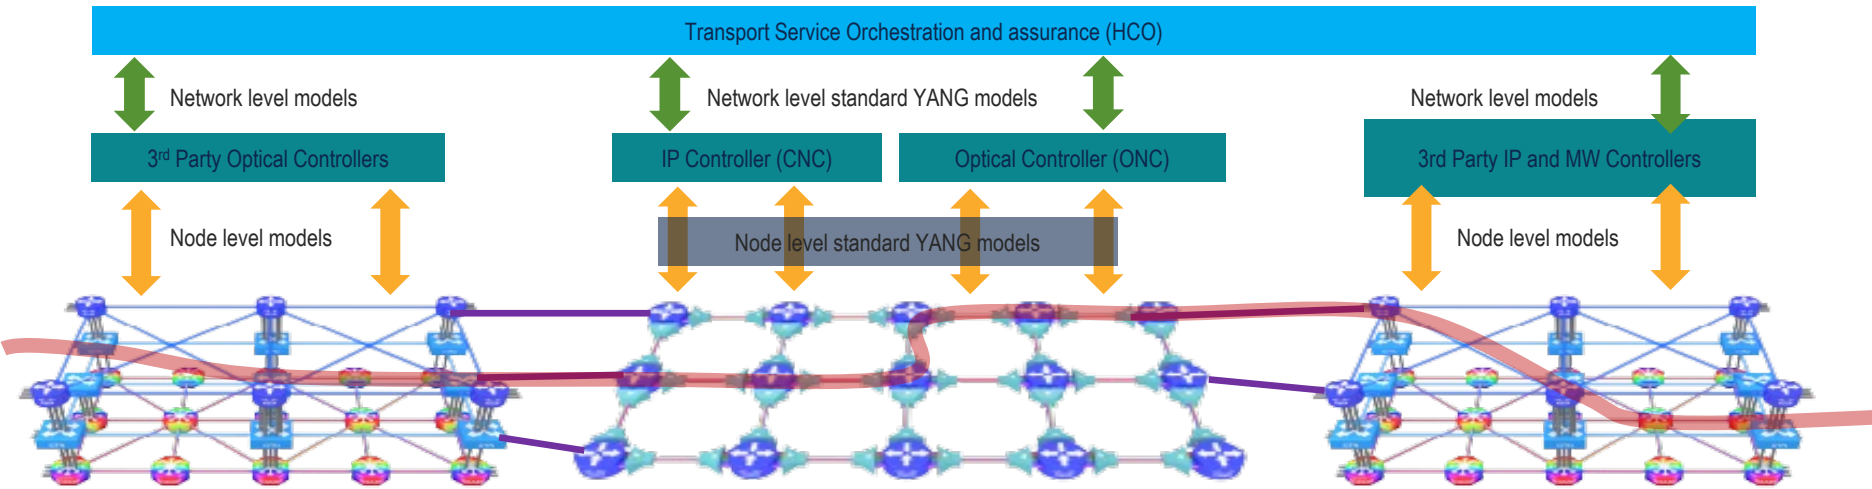 Transport Service Orchestration and assurance (HCO)
Network level models
Network level standard YANG models
Network level models
3rd Party Optical Controllers
IP Controller (CNC)
Optical Controller (ONC)
3rd Party IP and MW Controllers
Node level models
Node level standard YANG models
Node level models